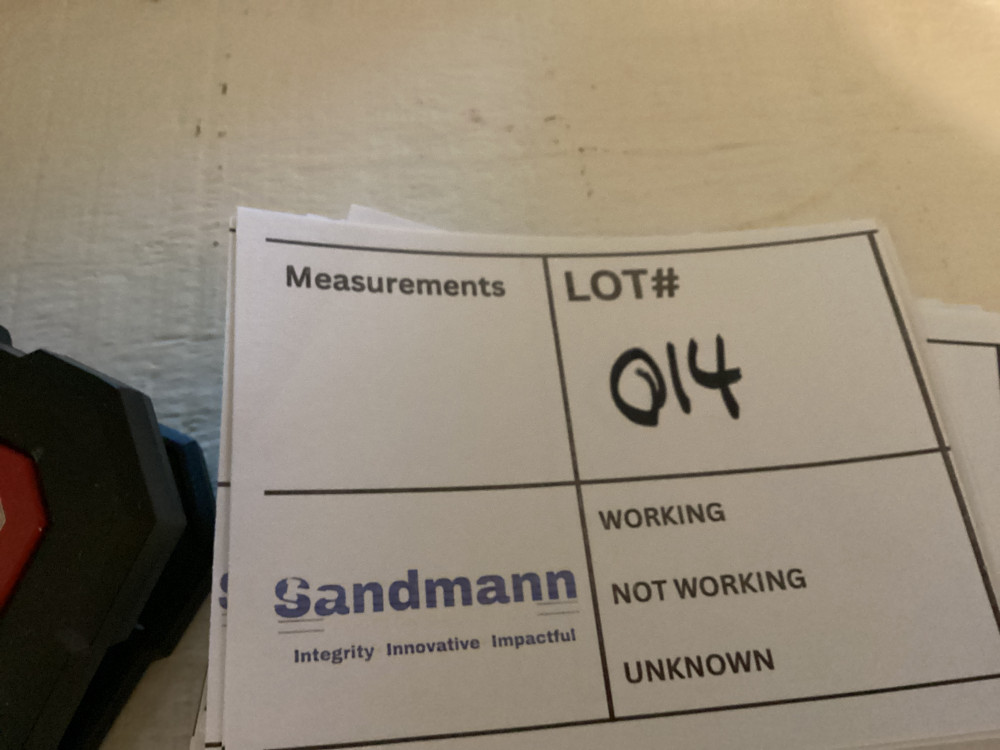 Measurements
LOT#
014
Sandmann
Integrity Innovative Impactful
WORKING
NOT WORKING
UNKNOWN